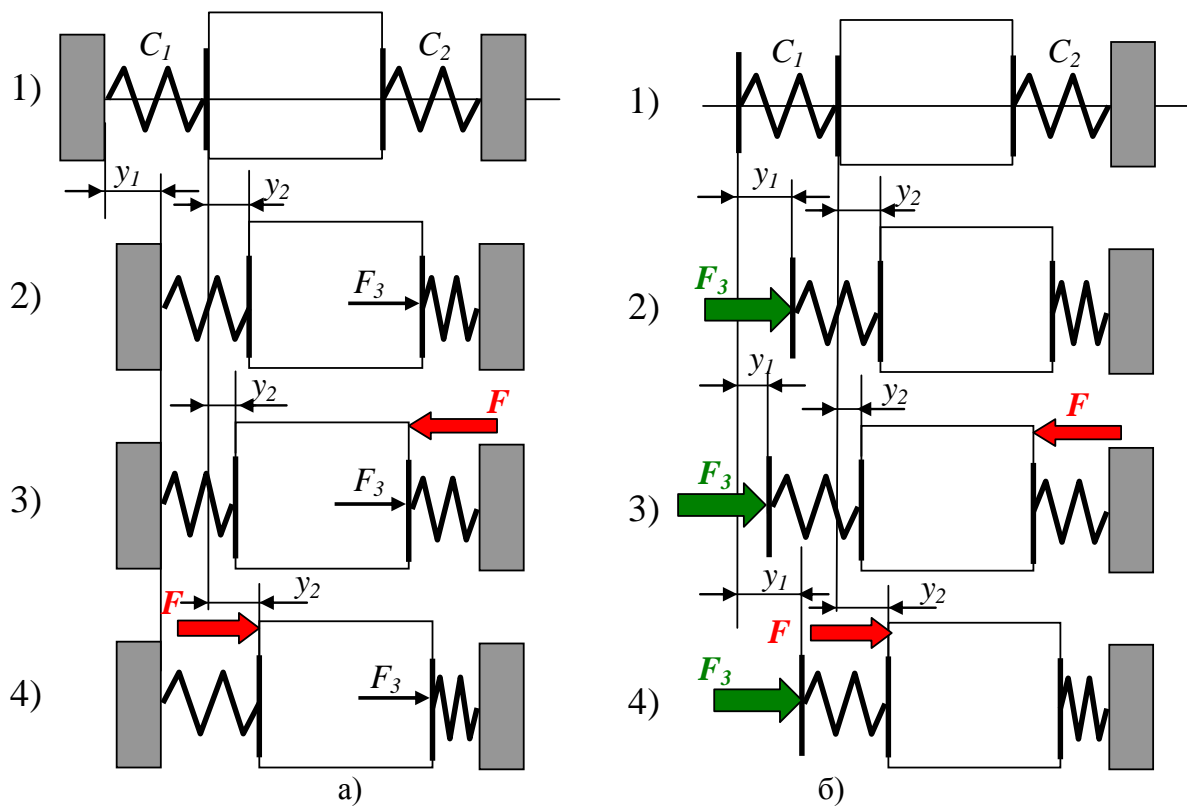 1) C1 C2
y1 y2
2) F3
y2
F
3) F3
y2
F
4) F3
а)
1) C1 C2
y1 y2
2) F3
y1 y2 F
3) F3
y1 y2
F
4) F3
б)